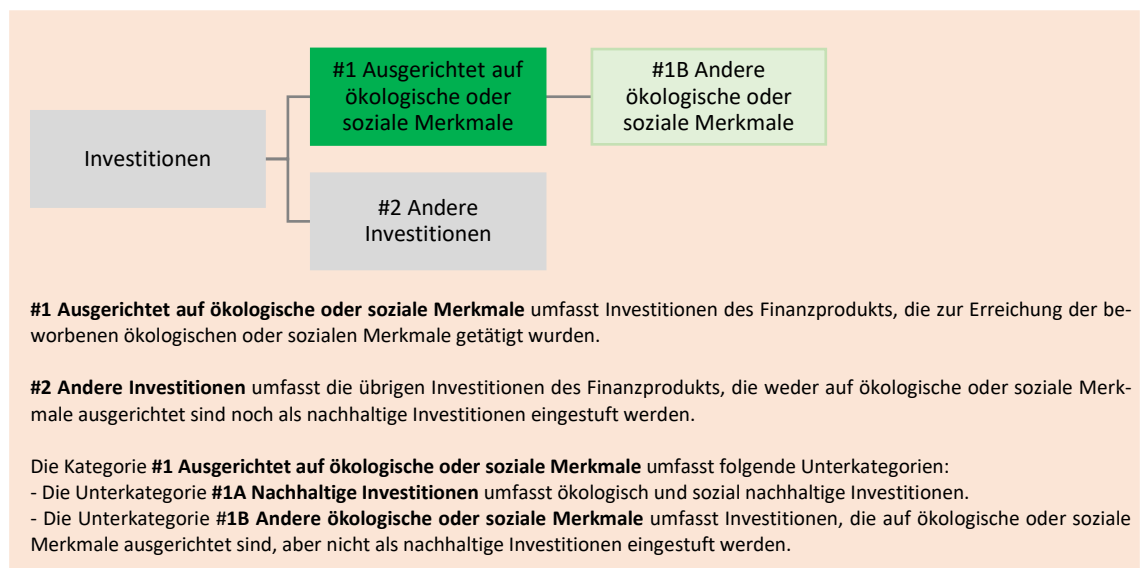 #1 Ausgerichtet auf
ökologische oder
soziale Merkmale
#1B Andere
ökologische oder
soziale Merkmale
Investitionen
#2 Andere
Investitionen
#1 Ausgerichtet auf ökologische oder soziale Merkmale umfasst Investitionen des Finanzprodukts, die zur Erreichung der be-
worbenen ökologischen oder sozialen Merkmale getätigt wurden.
#2 Andere Investitionen umfasst die übrigen Investitionen des Finanzprodukts, die weder auf ökologische oder soziale Merk-
male ausgerichtet sind noch als nachhaltige Investitionen eingestuft werden.
Die Kategorie #1 Ausgerichtet auf ökologische oder soziale Merkmale umfasst folgende Unterkategorien:
- Die Unterkategorie #1A Nachhaltige Investitionen umfasst ökologisch und sozial nachhaltige Investitionen.
- Die Unterkategorie #1B Andere ökologische oder soziale Merkmale umfasst Investitionen, die auf ökologische oder soziale
Merkmale ausgerichtet sind, aber nicht als nachhaltige Investitionen eingestuft werden.